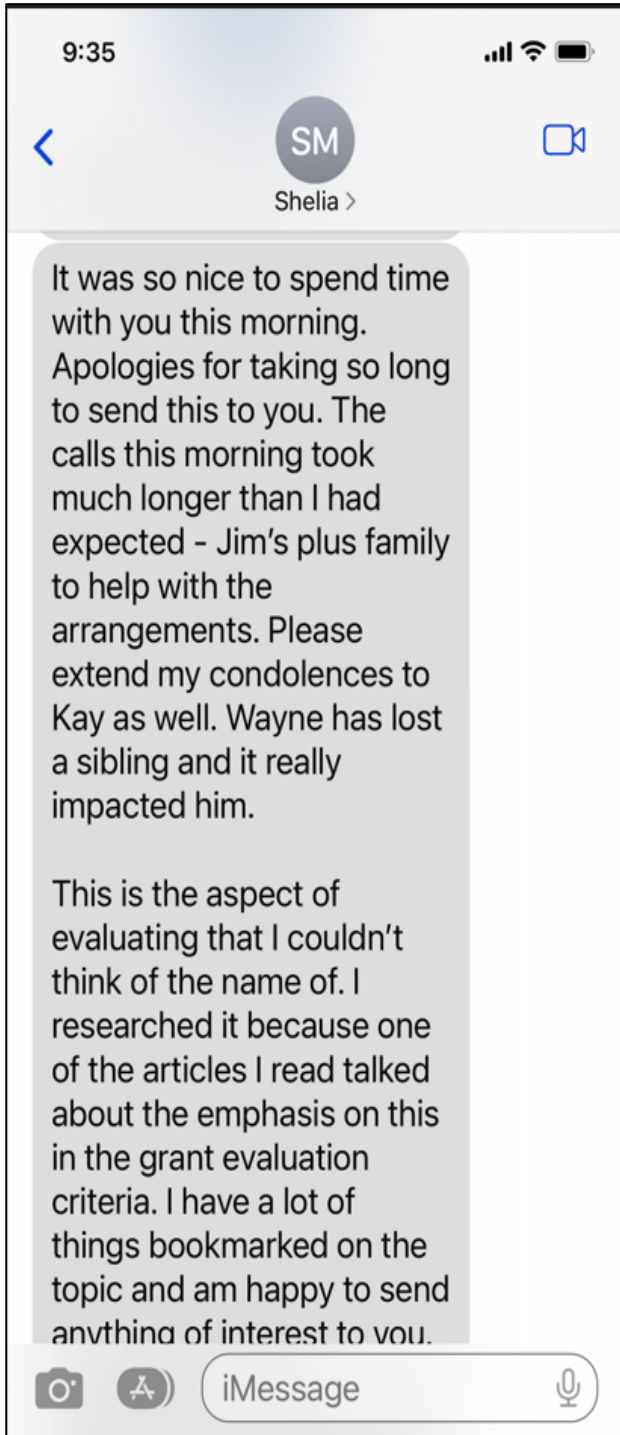 9:35
SM
Shelia >
It was so nice to spend time
with you this morning.
Apologies for taking so long
to send this to you. The
calls this morning took
much longer than I had
expected - Jim's plus family
to help with the
arrangements. Please
extend my condolences to
Kay as well. Wayne has lost
a sibling and it really
impacted him.
This is the aspect of
evaluating that I couldn't
think of the name of. I
researched it because one
of the articles I read talked
about the emphasis on this
in the grant evaluation
criteria. I have a lot of
things bookmarked on the
topic and am happy to send
anything of interest to you.
iMessage